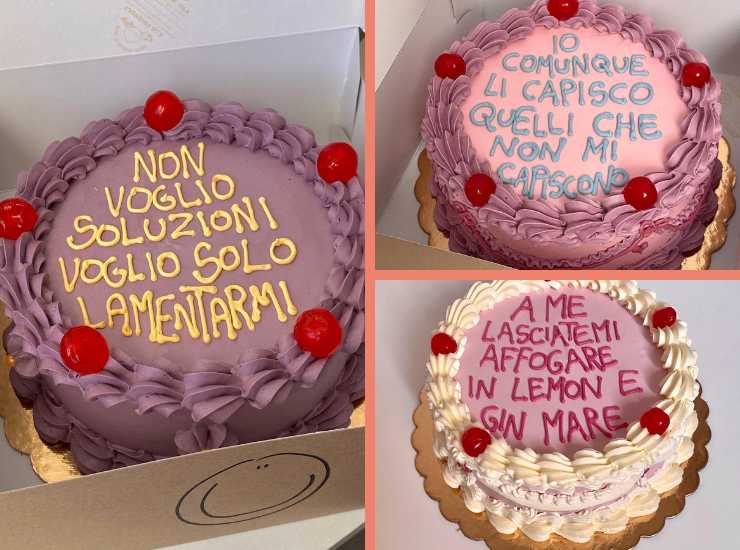 NON
VOGLIO
SOLUZIONI
VOGLIO SOLO
LAMENTARMI
IO
COMUNQUE
LI CAPISCO
QUELLI CHE
NON MI
CAPISCONO
A ME
LASCIATEMI
AFFOGARE
IN LEMON E
GIN MARE